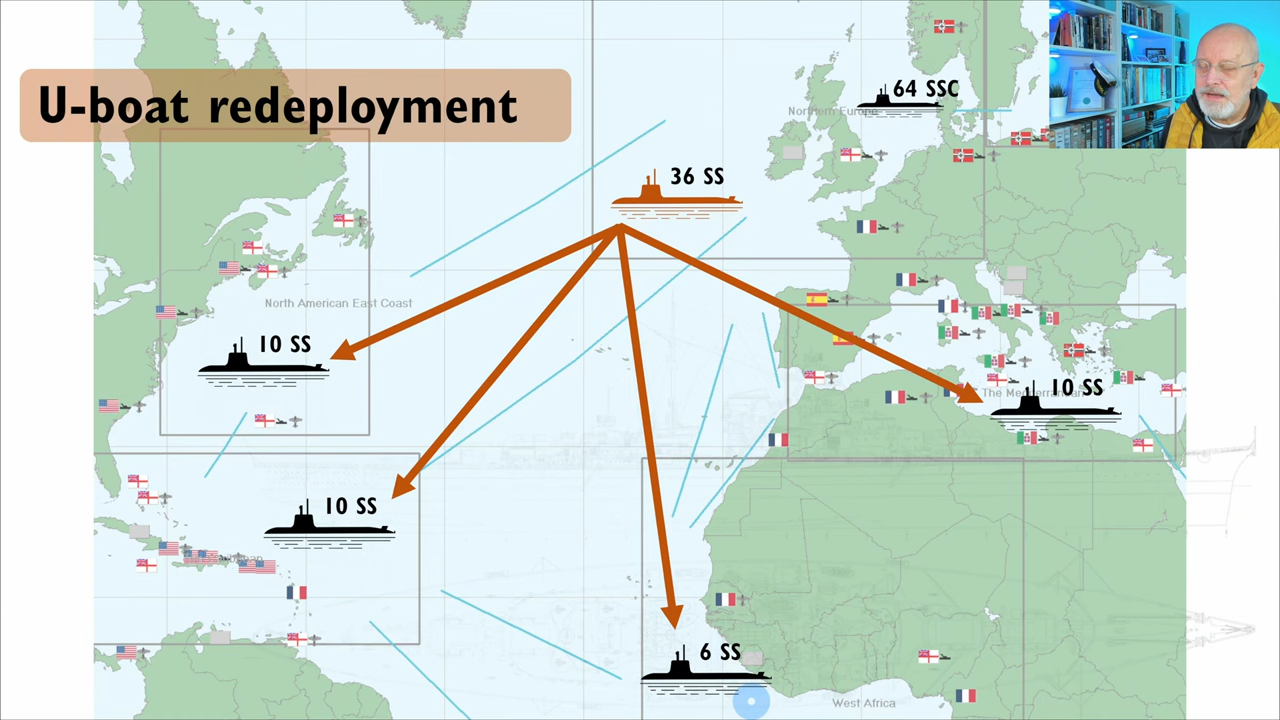 U-boat redeployment
64 SSC
Northern Europe
36 SS
North American East Coast
10 SS
10 SS
The Mediterranean
10 SS
6 SS
West Africa